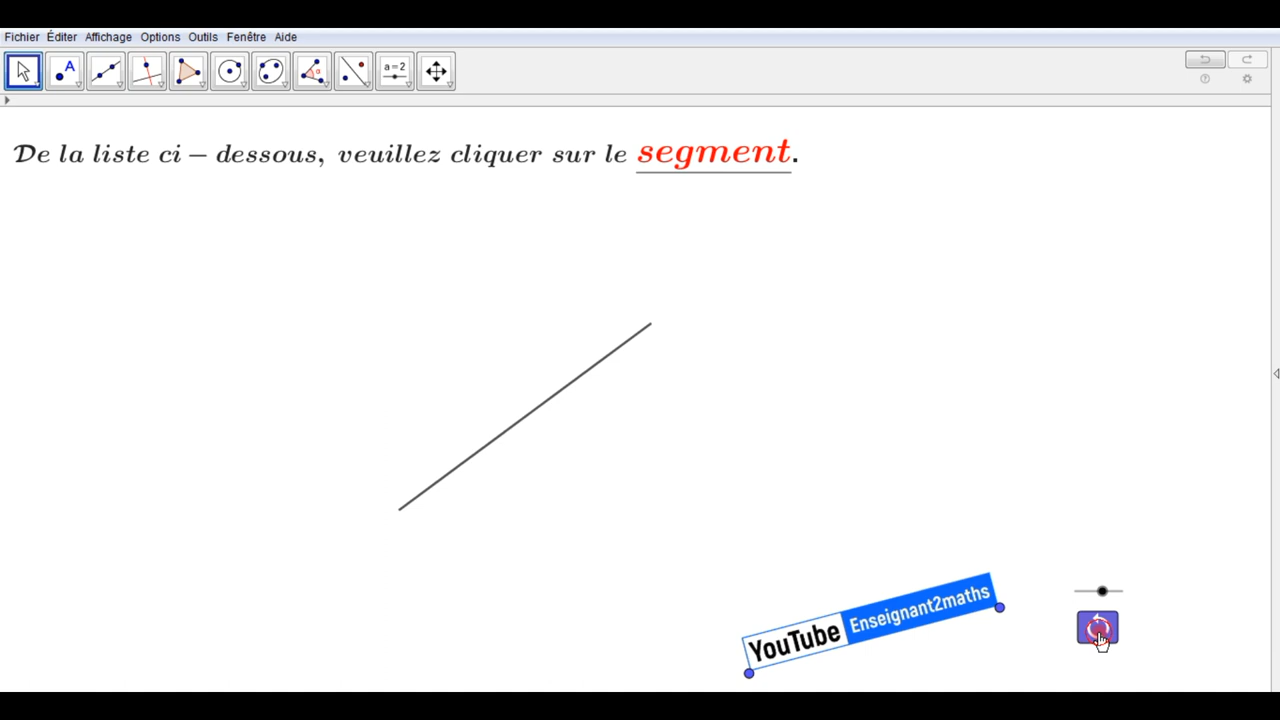 Fichier Éditer Affichage Options Outils Fenêtre Aide
A
α
a=2
De la liste ci – dessous, veuillez cliquer sur le segment.
YouTube Enseignant2maths